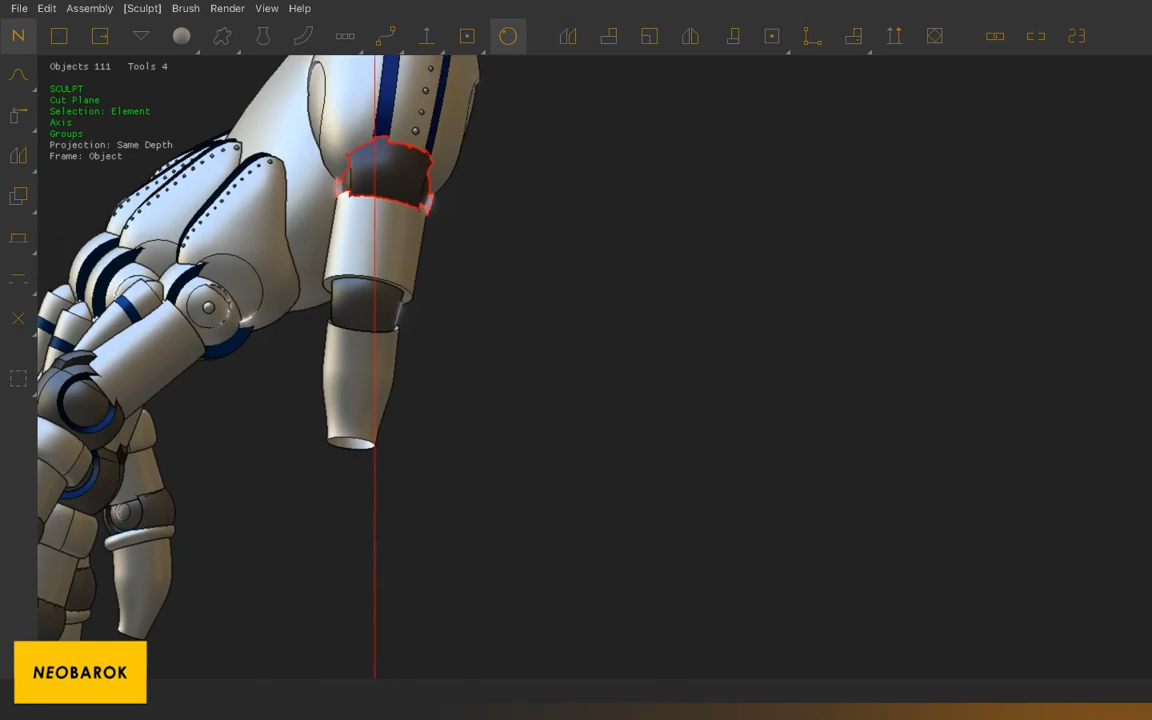 File Edit Assembly [Sculpt] Brush Render View Help
N
Objects 111 Tools 4
SCULPT
Cut Plane
Selection: Element
Axis
Groups
Projection: Same Depth
Frame: Object
NEOBAROK